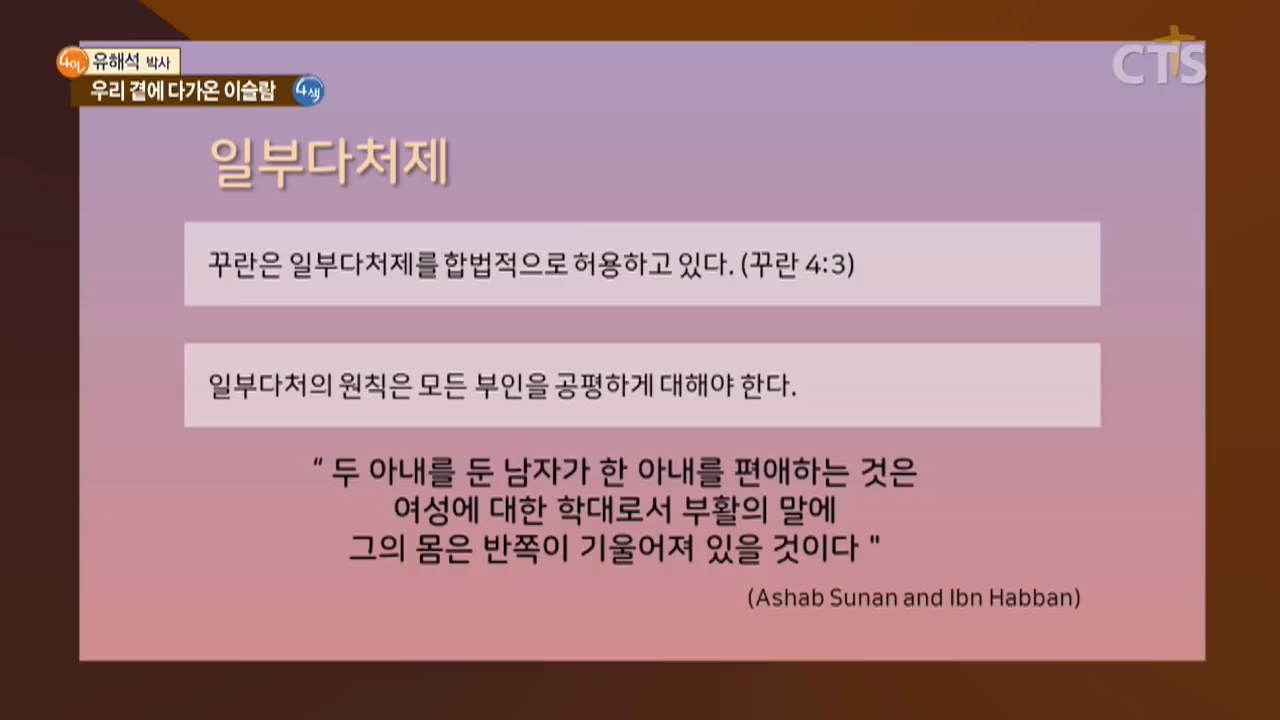 4인 유해석 박사
우리 곁에 다가온 이슬람 4색
CTS
일부다처제
꾸란은 일부다처제를 합법적으로 허용하고 있다. (꾸란 4:3)
일부다처의 원칙은 모든 부인을 공평하게 대해야 한다.
“ 두 아내를 둔 남자가 한 아내를 편애하는 것은
여성에 대한 학대로서 부활의 말에
그의 몸은 반쪽이 기울어져 있을 것이다 "
(Ashab Sunan and Ibn Habban)